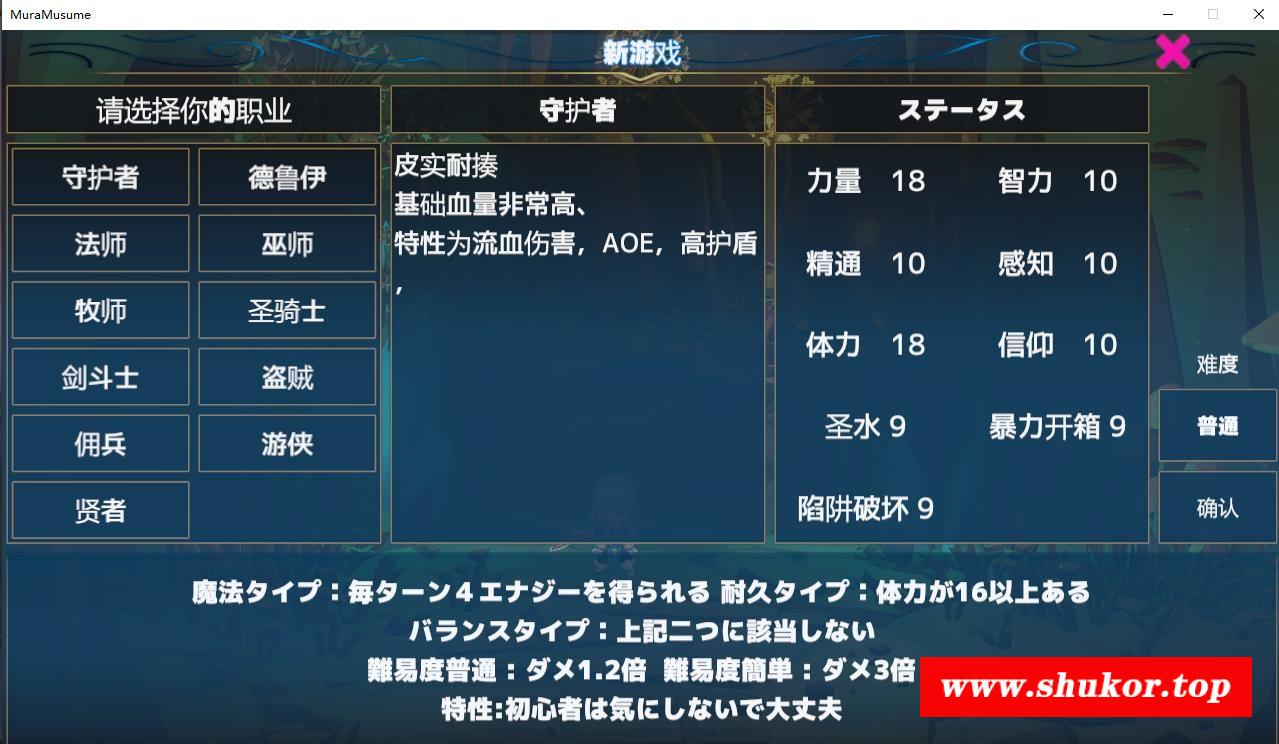 MuraMusume
新游戏
请选择你的职业
守护者
ステータス
守护者
德鲁伊
法师
巫师
牧师
圣骑士
剑斗士
盗贼
佣兵
游侠
贤者
皮实耐揍
基础血量非常高、
特性为流血伤害，AOE，高护盾
，
力量 18
智力 10
精通 10
感知 10
体力 18
信仰 10
圣水 9
暴力开箱 9
陷阱破坏 9
难度
普通
确认
魔法タイプ：毎ターン４エナジーを得られる 耐久タイプ：体力が16以上ある
バランスタイプ：上記二つに該当しない
難易度普通：ダメ1.2倍 難易度簡単：ダメ3倍
特性:初心者は気にしないで大丈夫
www.shukor.top